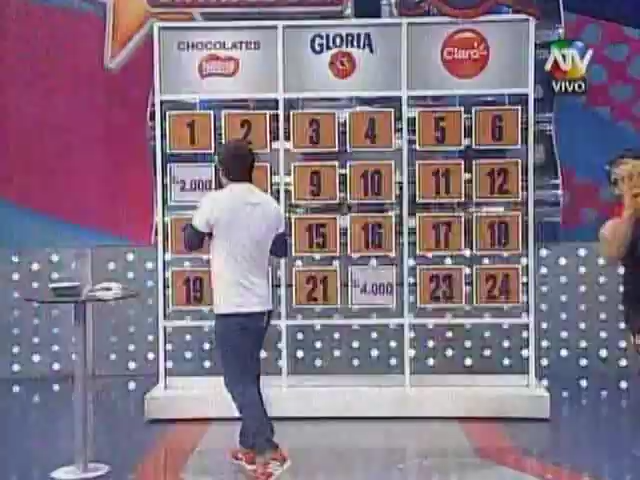 CHOCOLATES
Nestlé
GLORIA
Claro
ATV
VIVO
1 2 3 4 5 6
S/.2.000 9 10 11 12
15 16 17 18
19 21 S/.4.000 23 24